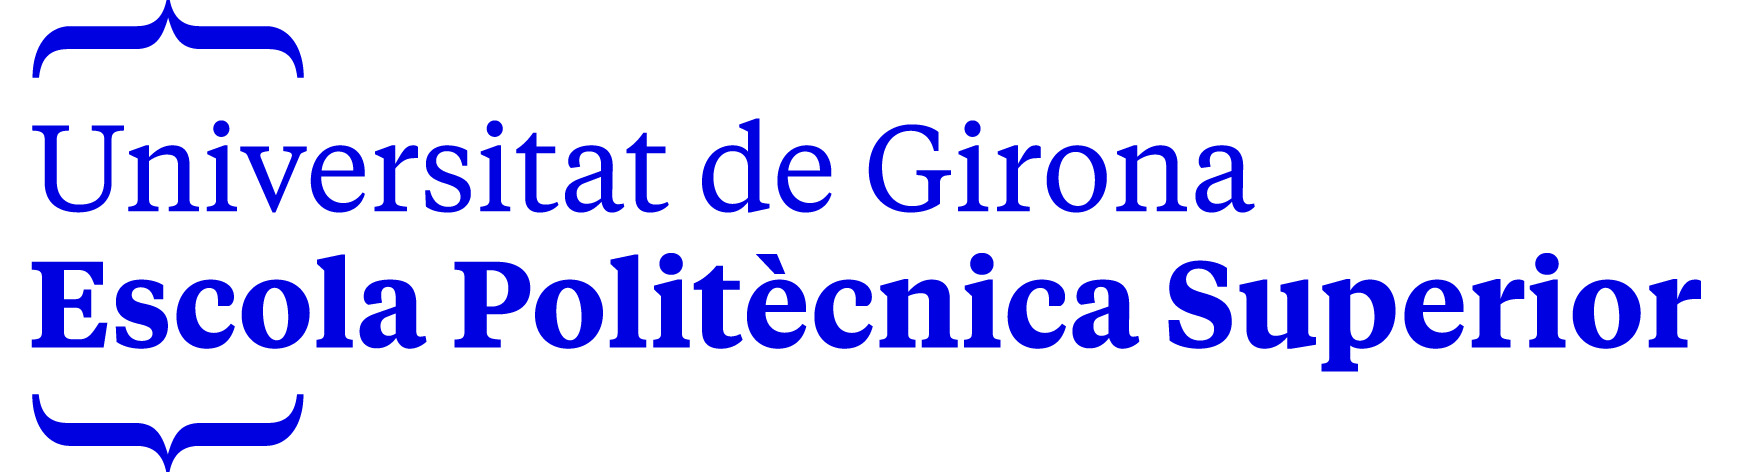 Universitat de Girona
Escola Politècnica Superior